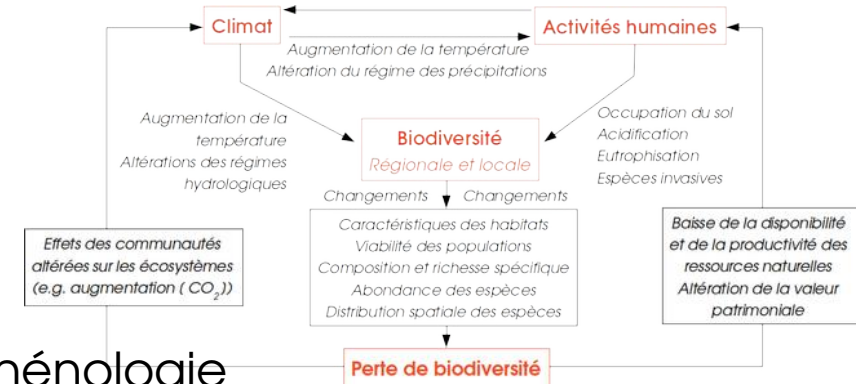 Climat
Activités humaines
Augmentation de la température
Altération du régime des précipitations
Augmentation de la
température
Altérations des régimes
hydrologiques
Occupation du sol
Acidification
Eutrophisation
Espèces invasives
Biodiversité
Régionale et locale
Changements Changements
Caractéristiques des habitats
Viabilité des populations
Composition et richesse spécifique
Abondance des espèces
Distribution spatiale des espèces
Effets des communautés
altérées sur les écosystèmes
(e.g. augmentation ( CO₂))
Baisse de la disponibilité
et de la productivité des
ressources naturelles
Altération de la valeur
patrimoniale
Perte de biodiversité